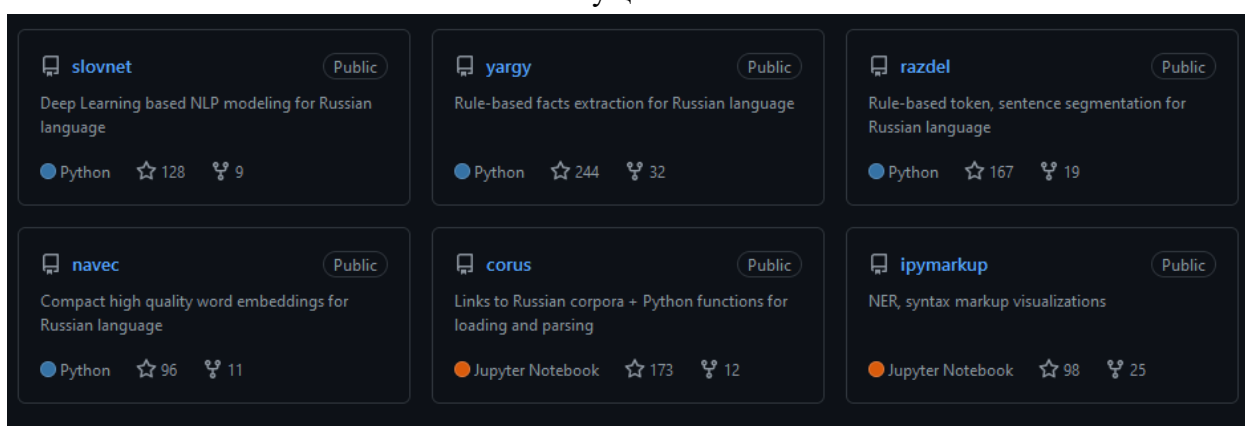 slovnet Public
Deep Learning based NLP modeling for Russian
language
Python 128 9
yargy Public
Rule-based facts extraction for Russian language
Python 244 32
razdel Public
Rule-based token, sentence segmentation for
Russian language
Python 167 19
navec Public
Compact high quality word embeddings for
Russian language
Python 96 11
corus Public
Links to Russian corpora + Python functions for
loading and parsing
Jupyter Notebook 173 12
ipymarkup Public
NER, syntax markup visualizations
Jupyter Notebook 98 25